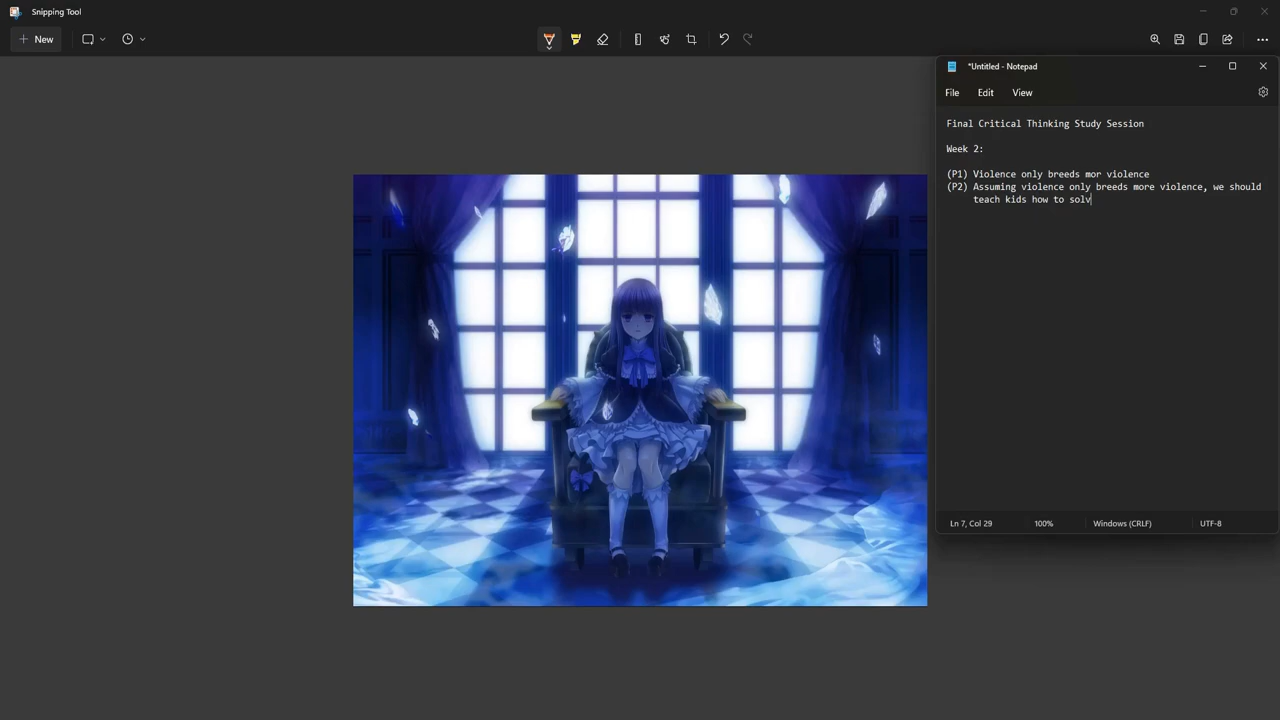 Snipping Tool
New
*Untitled - Notepad
File Edit View
Final Critical Thinking Study Session
Week 2:
(P1) Violence only breeds mor violence
(P2) Assuming violence only breeds more violence, we should
teach kids how to solv
Ln 7, Col 29 100% Windows (CRLF) UTF-8